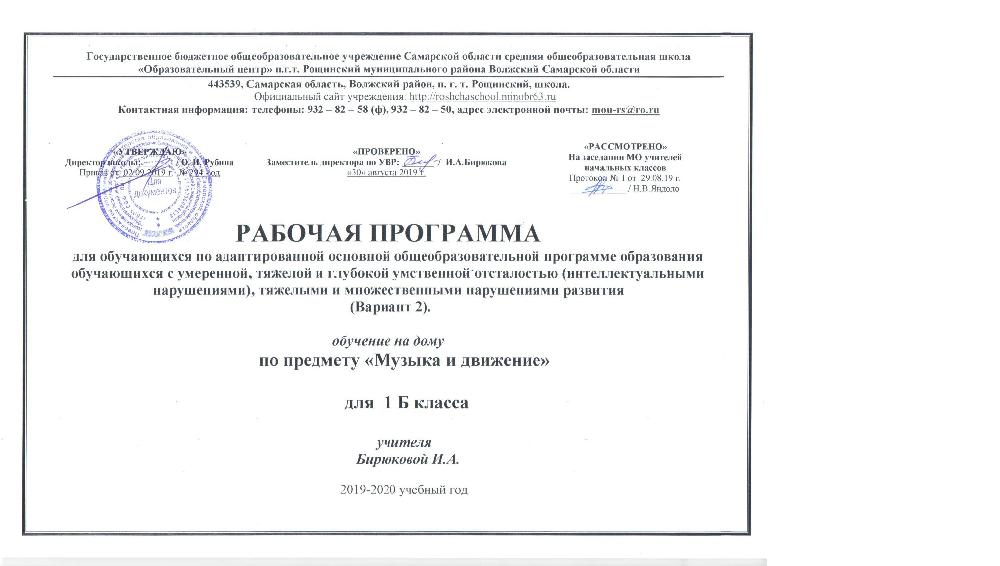 Государственное бюджетное общеобразовательное учреждение Самарской области средняя общеобразовательная школа
«Образовательный центр» п.г.т. Рощинский муниципального района Волжский Самарской области
443539, Самарская область, Волжский район, п. г. т. Рощинский, школа.
Официальный сайт учреждения: http://roshchaschool.minobr63.ru
Контактная информация: телефоны: 932 – 82 – 58 (ф), 932 – 82 – 50, адрес электронной почты: mou-rs@ro.ru
«УТВЕРЖДАЮ»
Директор школы: ________ / О. И. Рубина
Приказ от 02.09.2019 г. № 294 - од
Для
документов
«ПРОВЕРЕНО»
Заместитель директора по УВР: ________ / И.А.Бирюкова
«30» августа 2019 г.
«РАССМОТРЕНО»
На заседании МО учителей
начальных классов
Протокол № 1 от 29.08.19 г.
____________ / Н.В.Яндоло
РАБОЧАЯ ПРОГРАММА
для обучающихся по адаптированной основной общеобразовательной программе образования
обучающихся с умеренной, тяжелой и глубокой умственной отсталостью (интеллектуальными
нарушениями), тяжелыми и множественными нарушениями развития
(Вариант 2).
обучение на дому
по предмету «Музыка и движение»
для 1 Б класса
учителя
Бирюковой И.А.
2019-2020 учебный год